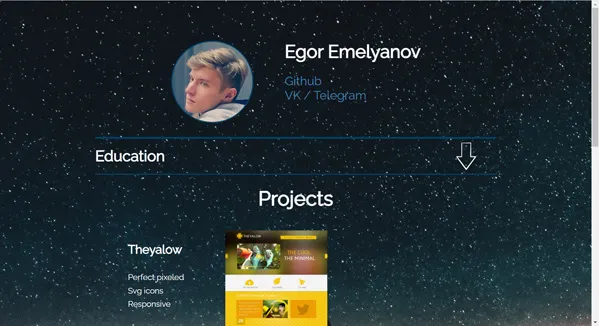 Egor Emelyanov
Github
VK / Telegram
Education
Projects
Theyalow
Perfect pixeled
Svg icons
Responsive
THE COOL
THE MINIMAL